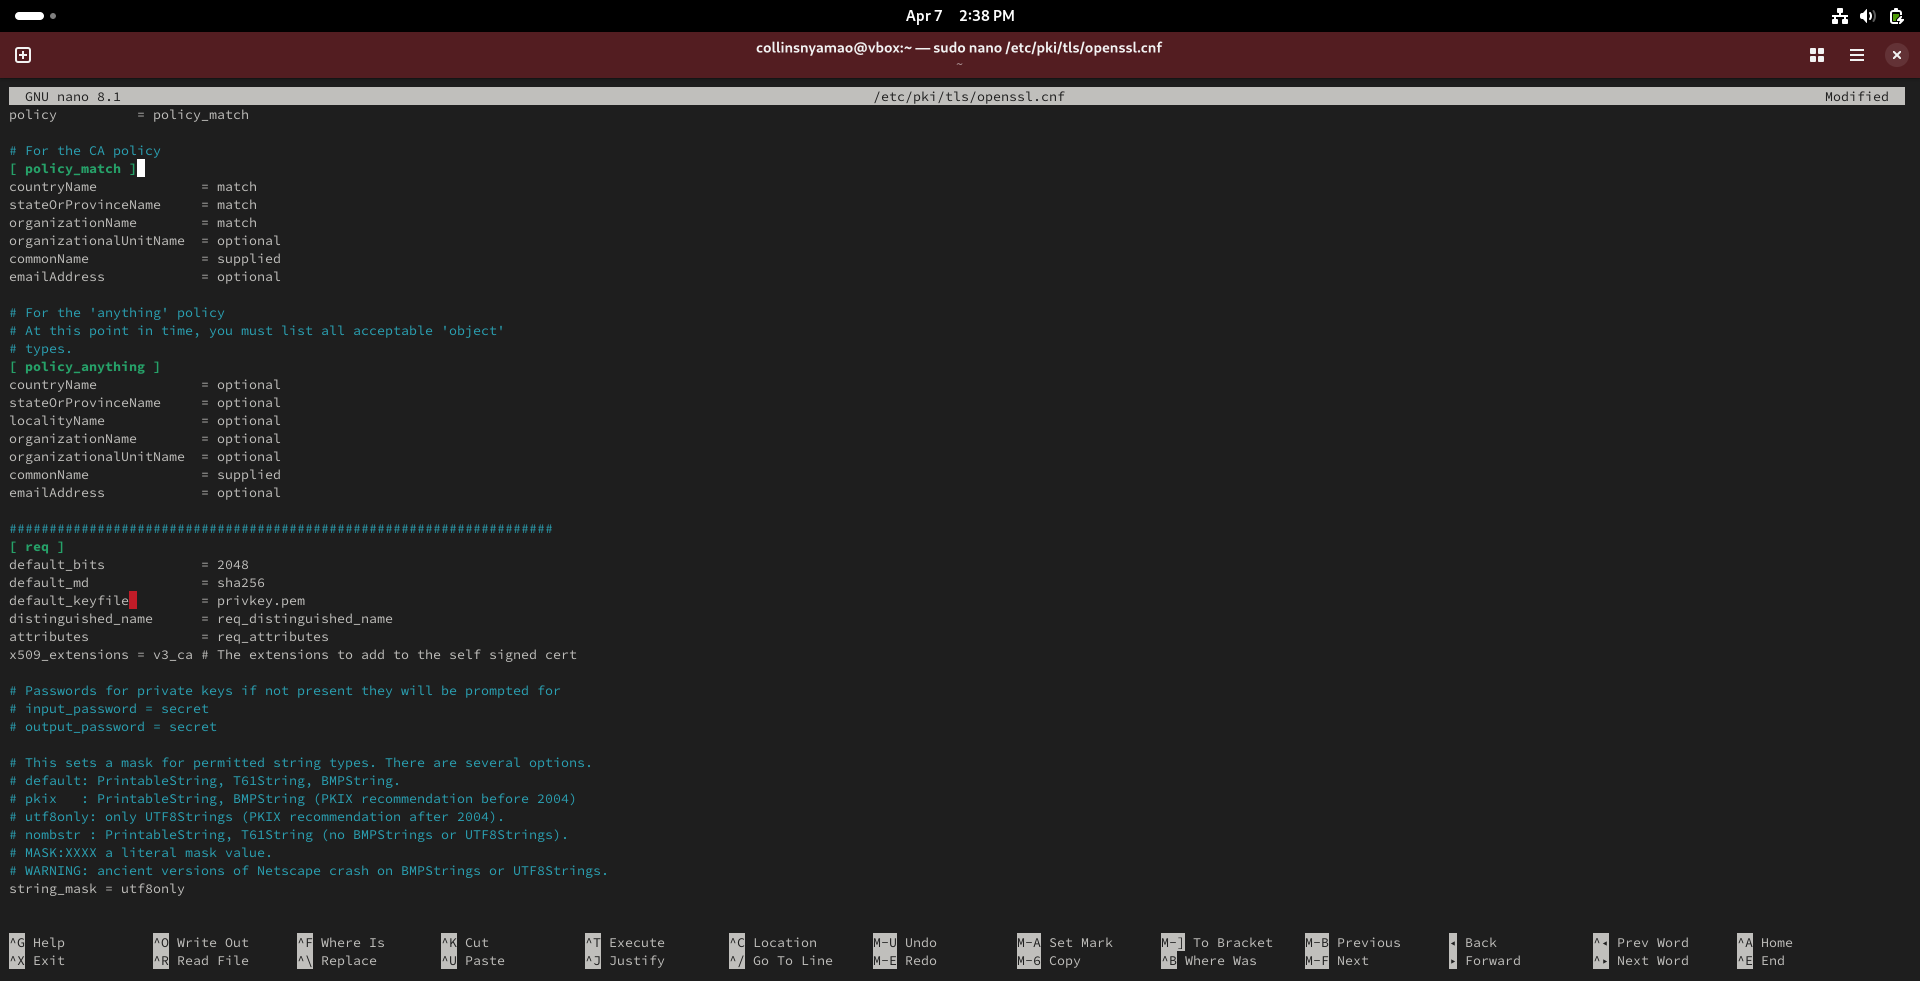 Apr 7 2:38 PM
collinsnyamao@vbox:~ — sudo nano /etc/pki/tls/openssl.cnf
~
GNU nano 8.1 /etc/pki/tls/openssl.cnf Modified
policy          = policy_match

# For the CA policy
[ policy_match ]
countryName             = match
stateOrProvinceName     = match
organizationName        = match
organizationalUnitName  = optional
commonName              = supplied
emailAddress            = optional

# For the 'anything' policy
# At this point in time, you must list all acceptable 'object'
# types.
[ policy_anything ]
countryName             = optional
stateOrProvinceName     = optional
localityName            = optional
organizationName        = optional
organizationalUnitName  = optional
commonName              = supplied
emailAddress            = optional

####################################################################
[ req ]
default_bits            = 2048
default_md              = sha256
default_keyfile         = privkey.pem
distinguished_name      = req_distinguished_name
attributes              = req_attributes
x509_extensions = v3_ca # The extensions to add to the self signed cert

# Passwords for private keys if not present they will be prompted for
# input_password = secret
# output_password = secret

# This sets a mask for permitted string types. There are several options.
# default: PrintableString, T61String, BMPString.
# pkix   : PrintableString, BMPString (PKIX recommendation before 2004)
# utf8only: only UTF8Strings (PKIX recommendation after 2004).
# nombstr : PrintableString, T61String (no BMPStrings or UTF8Strings).
# MASK:XXXX a literal mask value.
# WARNING: ancient versions of Netscape crash on BMPStrings or UTF8Strings.
string_mask = utf8only

^G Help ^O Write Out ^F Where Is ^K Cut ^T Execute ^C Location M-U Undo M-A Set Mark M-] To Bracket M-B Previous ◂ Back ^◂ Prev Word ^A Home
^X Exit ^R Read File ^\ Replace ^U Paste ^J Justify ^/ Go To Line M-E Redo M-6 Copy ^B Where Was M-F Next ▸ Forward ^▸ Next Word ^E End